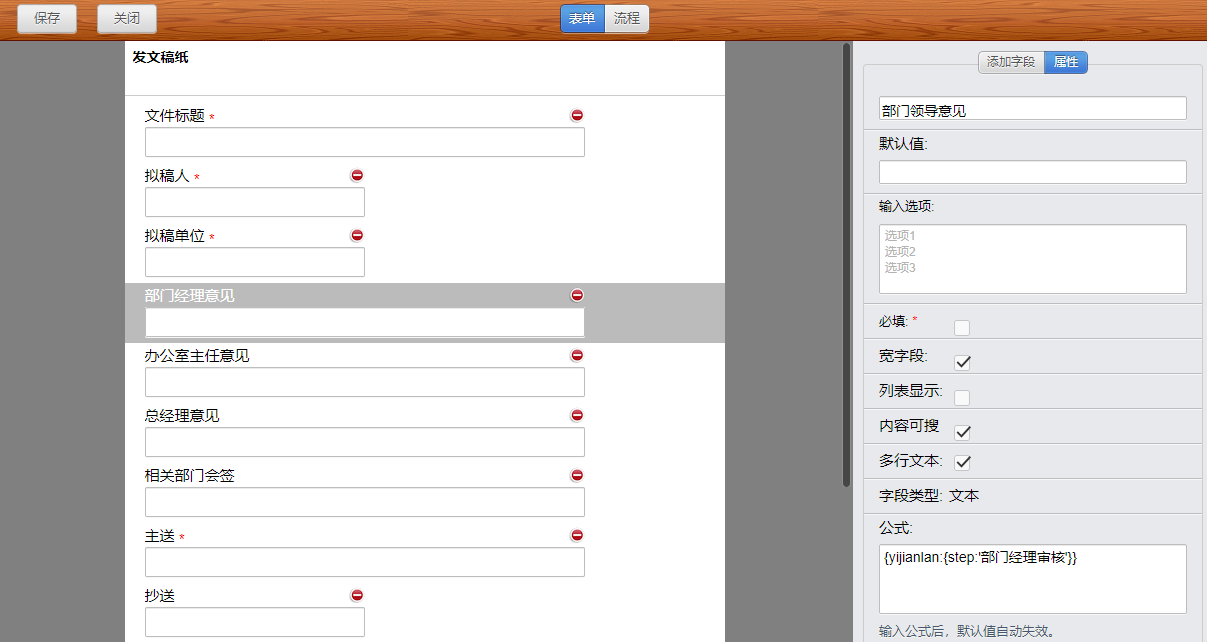 保存
关闭
表单
流程
发文稿纸
文件标题 *
拟稿人 *
拟稿单位 *
部门经理意见
办公室主任意见
总经理意见
相关部门会签
主送 *
抄送
添加字段
属性
部门领导意见
默认值:
输入选项:
选项1
选项2
选项3
必填: *
宽字段:
列表显示:
内容可搜
多行文本:
字段类型: 文本
公式:
{yijianlan:{step:'部门经理审核'}}
输入公式后，默认值自动失效。